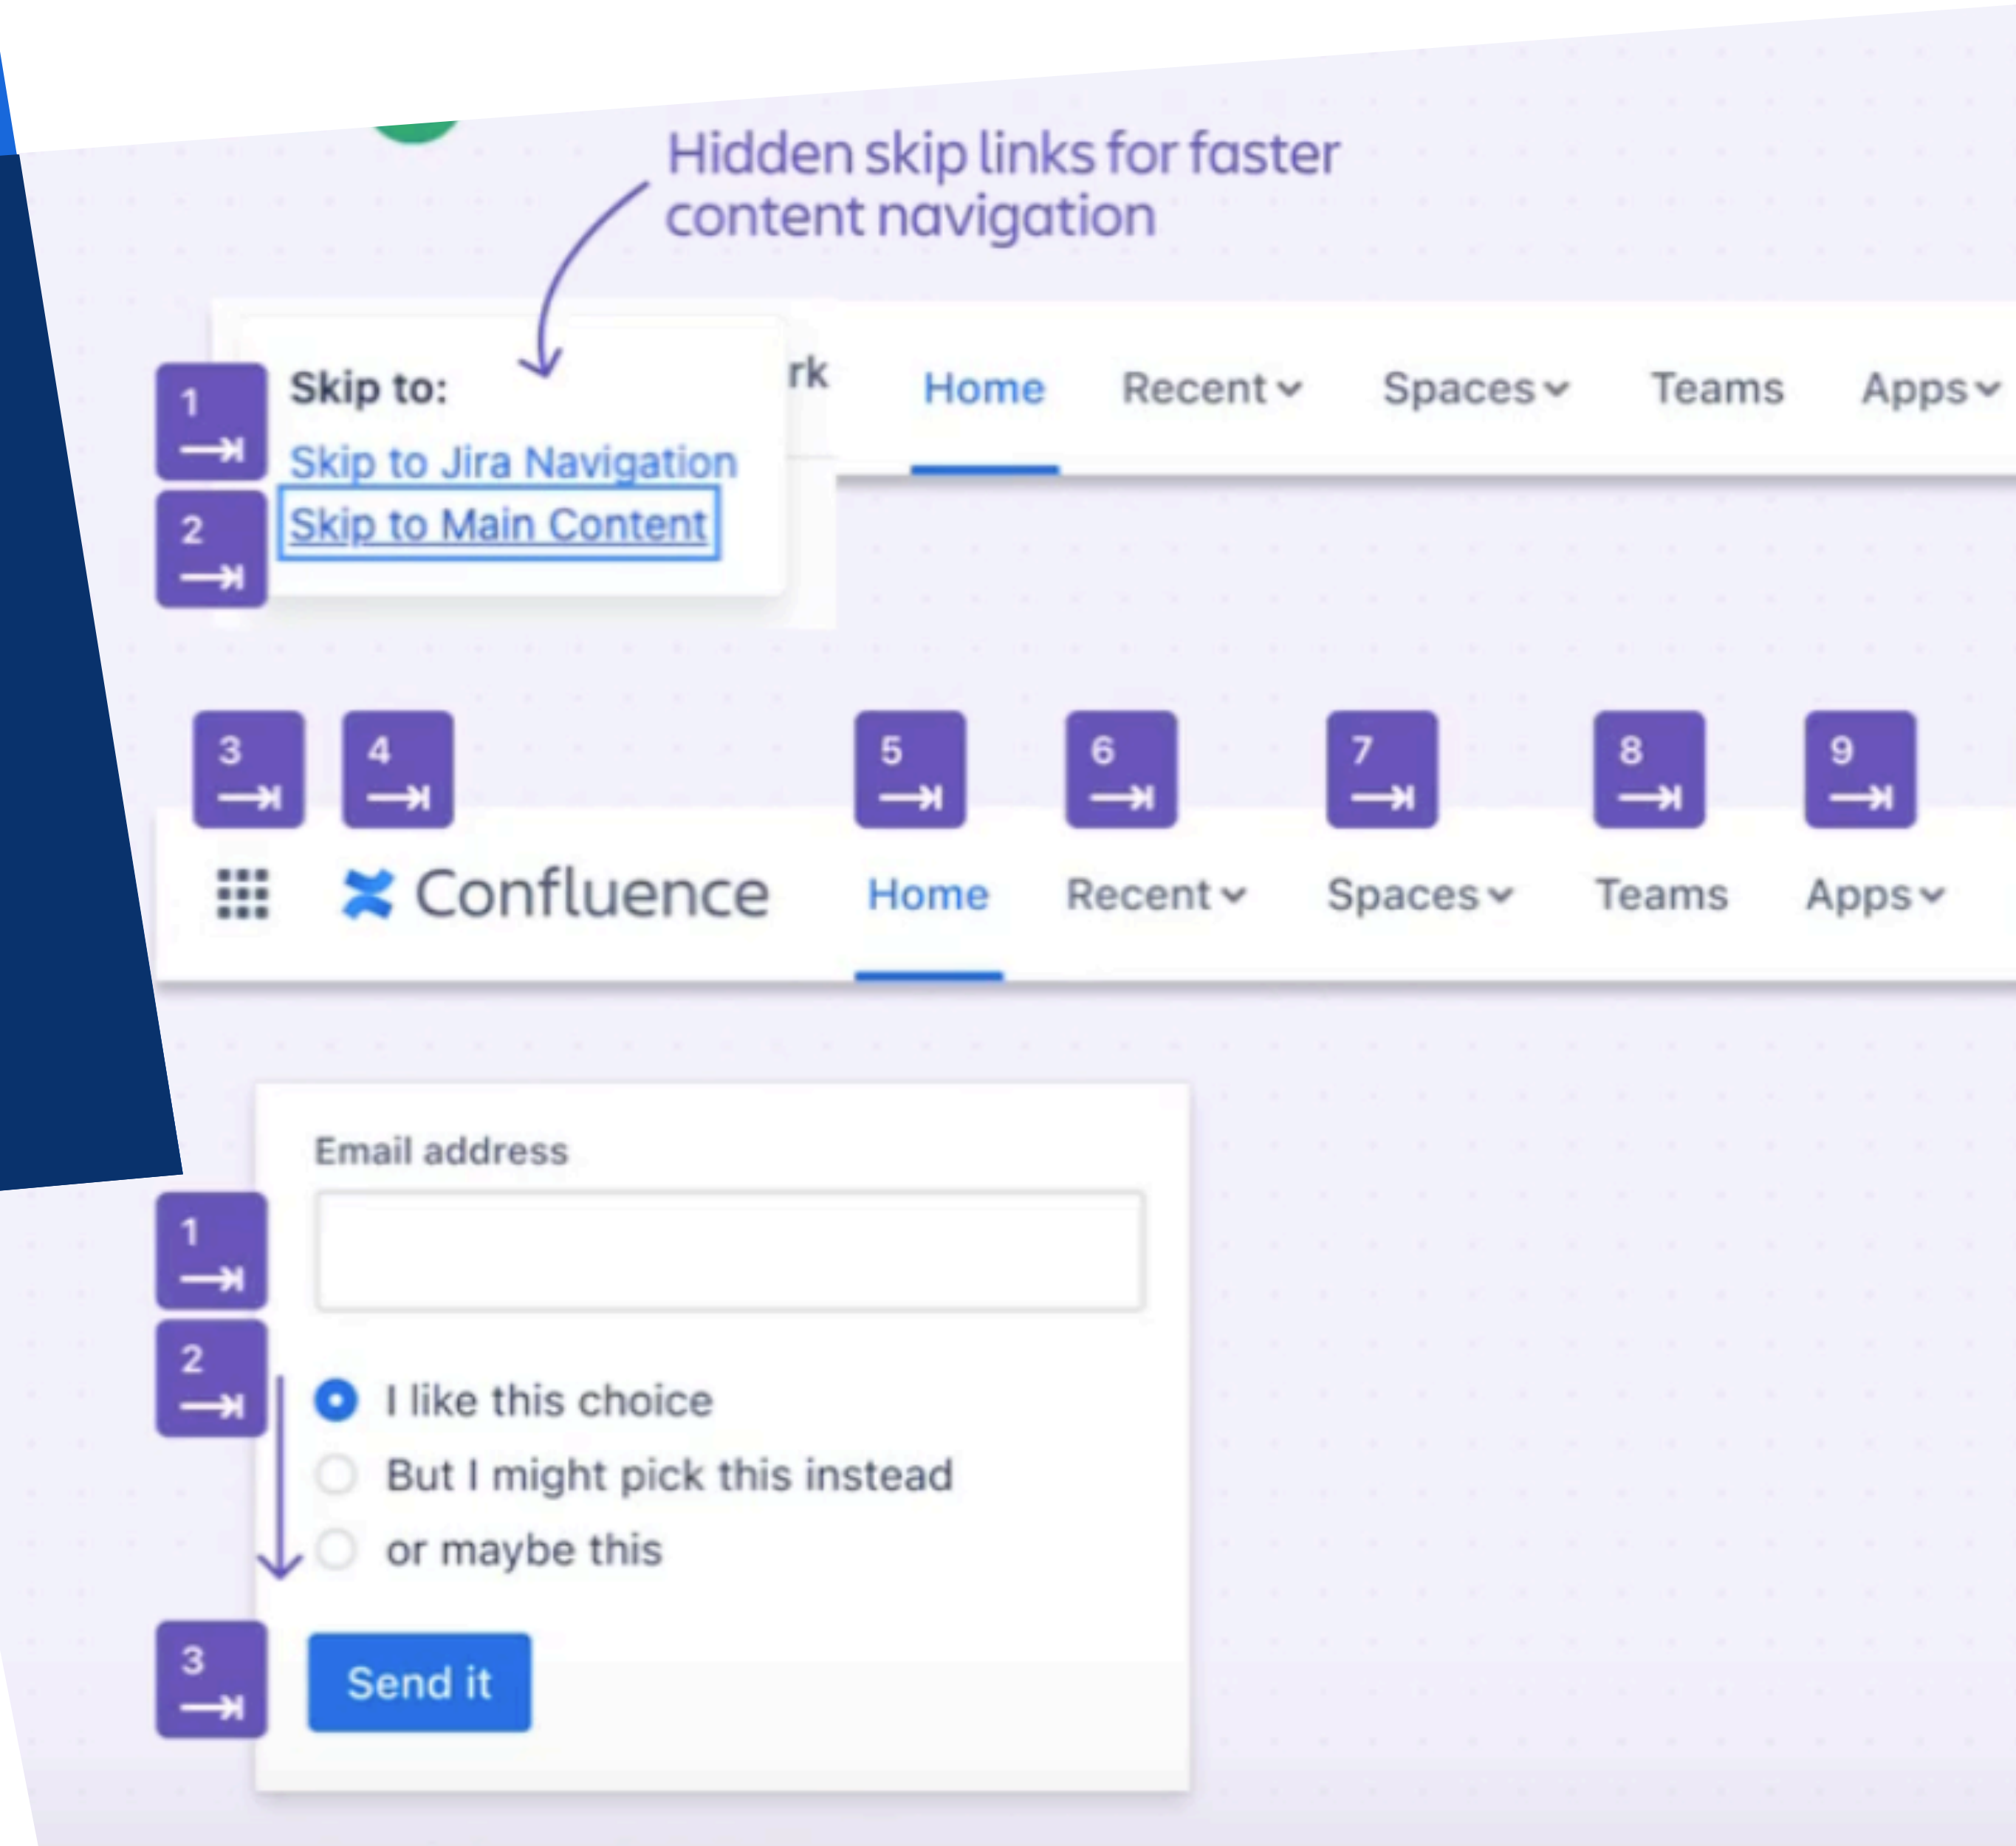 Hidden skip links for faster
content navigation
1
Skip to:
rk
Home
Recent
Spaces
Teams
Apps
Skip to Jira Navigation
2
Skip to Main Content
3
4
5
6
7
8
9
Confluence
Home
Recent
Spaces
Teams
Apps
Email address
1
2
I like this choice
But I might pick this instead
or maybe this
3
Send it